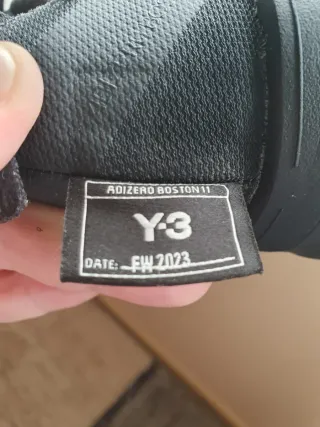 ADIZERO BOSTON 11
Y-3
DATE: FW 2023